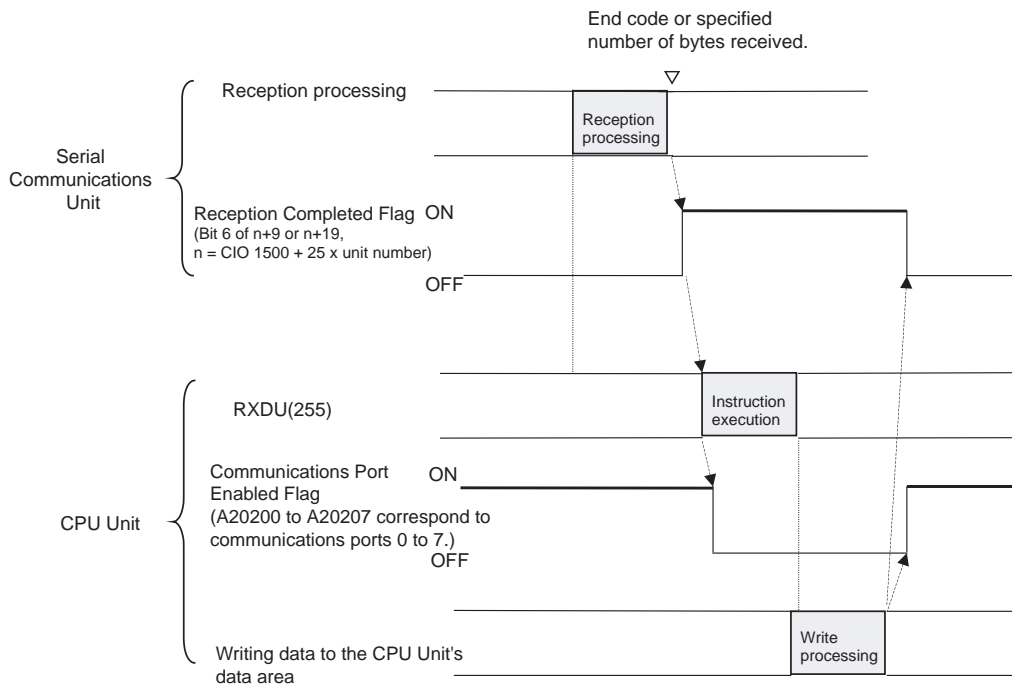 End code or specified
number of bytes received.
Reception processing
Reception
processing
Serial
Communications
Unit
Reception Completed Flag
ON
(Bit 6 of n+9 or n+19,
n = CIO 1500 + 25 x unit number)
OFF
RXDU(255)
Instruction
execution
Communications Port
ON
Enabled Flag
(A20200 to A20207 correspond to
communications ports 0 to 7.)
OFF
CPU Unit
Write
processing
Writing data to the CPU Unit's
data area